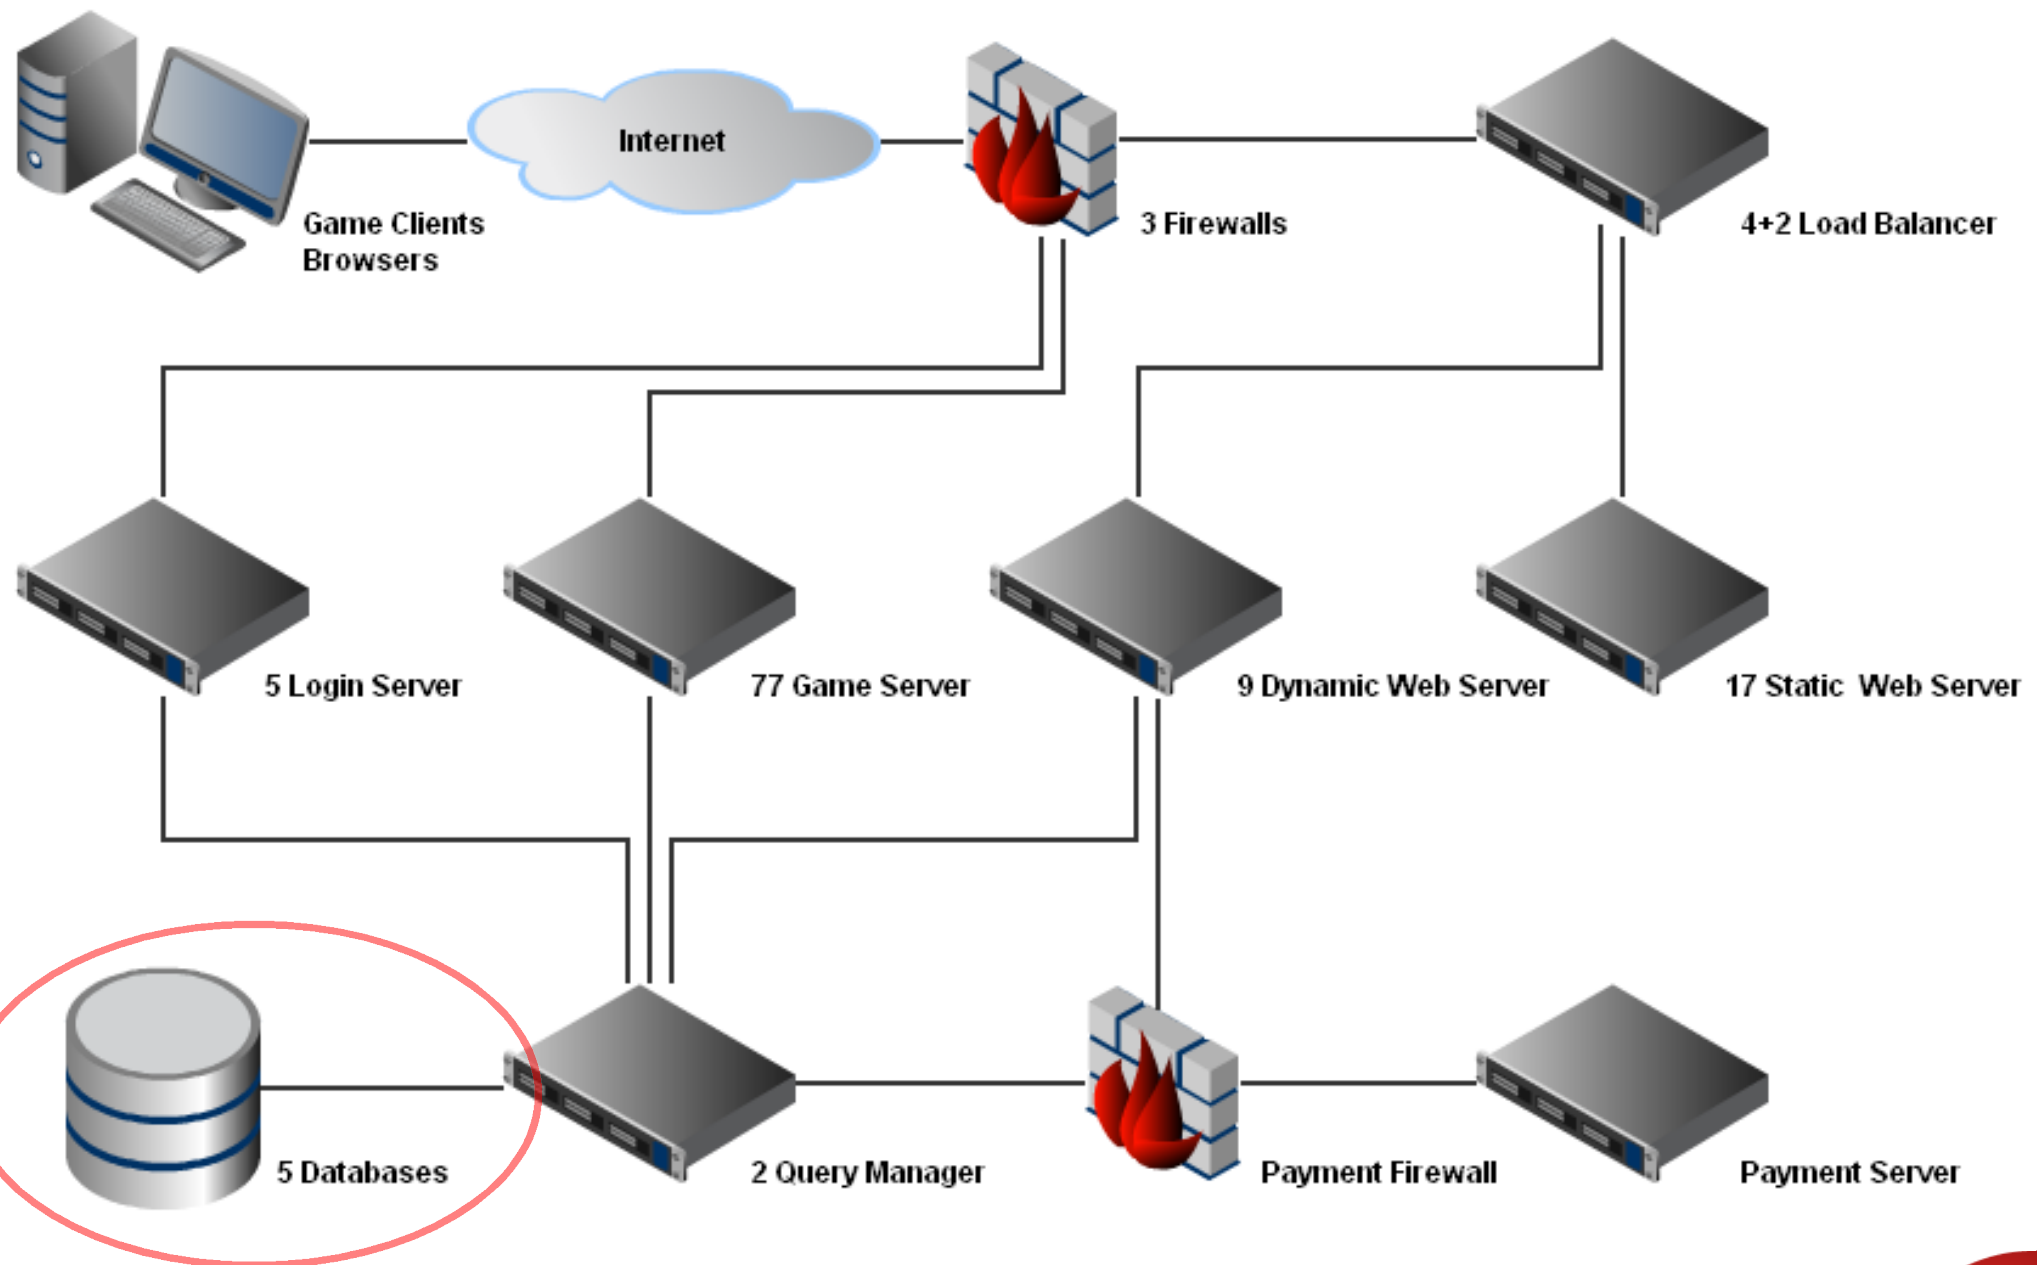 Internet
Game Clients
Browsers
3 Firewalls
4+2 Load Balancer
5 Login Server
77 Game Server
9 Dynamic Web Server
17 Static Web Server
5 Databases
2 Query Manager
Payment Firewall
Payment Server